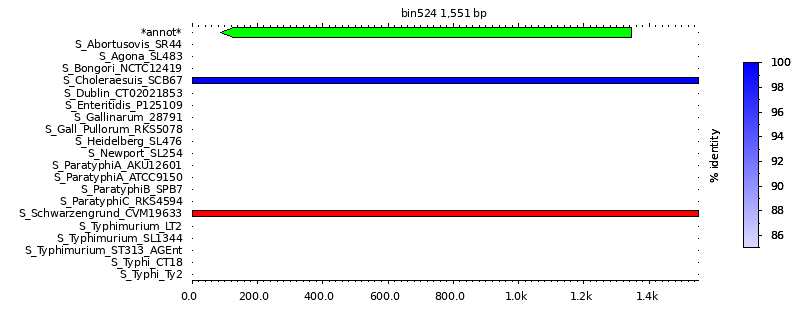 bin524 1,551 bp
*annot*
S_Abortusovis_SR44
S_Agona_SL483
S_Bongori_NCTC12419
S_Choleraesuis_SCB67
S_Dublin_CT02021853
S_Enteritidis_P125109
S_Gallinarum_28791
S_Gall_Pullorum_RKS5078
S_Heidelberg_SL476
S_Newport_SL254
S_ParatyphiA_AKU12601
S_ParatyphiA_ATCC9150
S_ParatyphiB_SPB7
S_ParatyphiC_RKS4594
S_Schwarzengrund_CVM19633
S_Typhimurium_LT2
S_Typhimurium_SL1344
S_Typhimurium_ST313_AGEnt
S_Typhi_CT18
S_Typhi_Ty2
0.0 200.0 400.0 600.0 800.0 1.0k 1.2k 1.4k
% identity
100
98
96
94
92
90
88
86